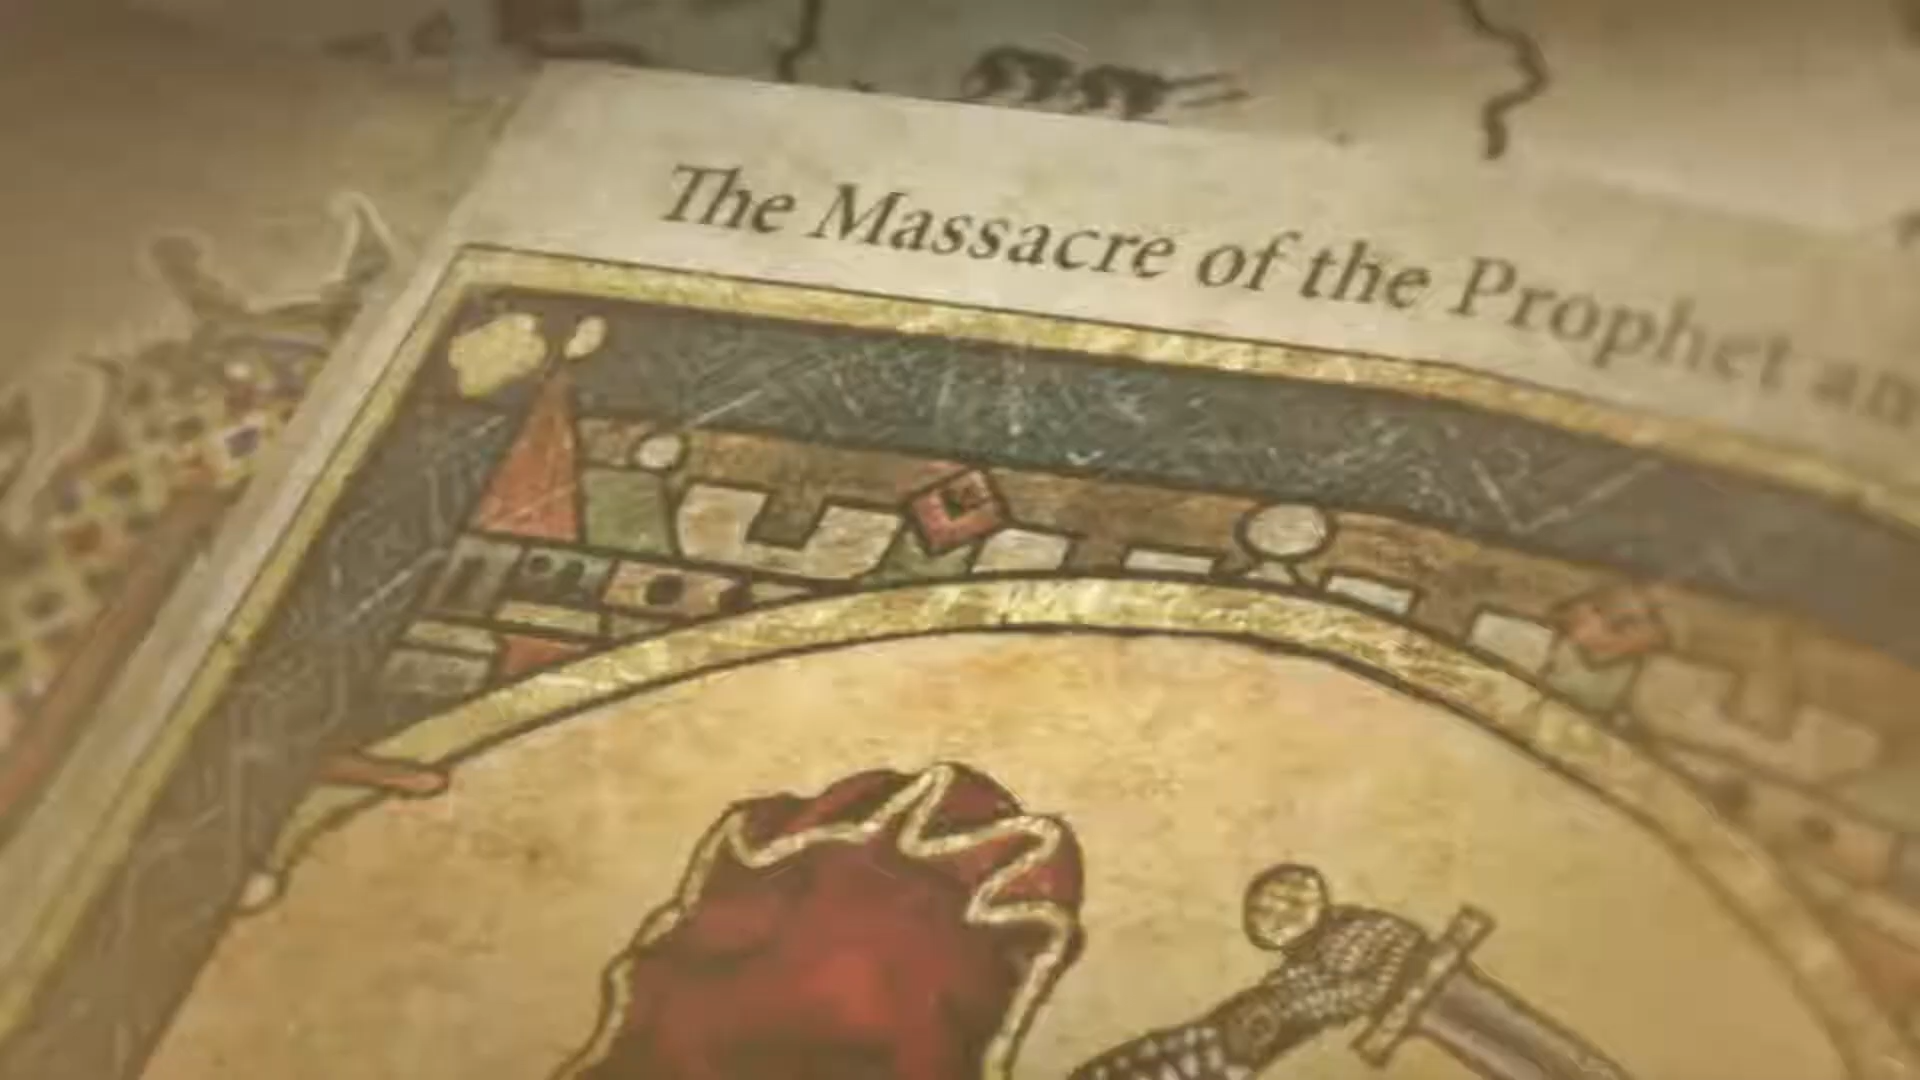 The Massacre of the Prophet